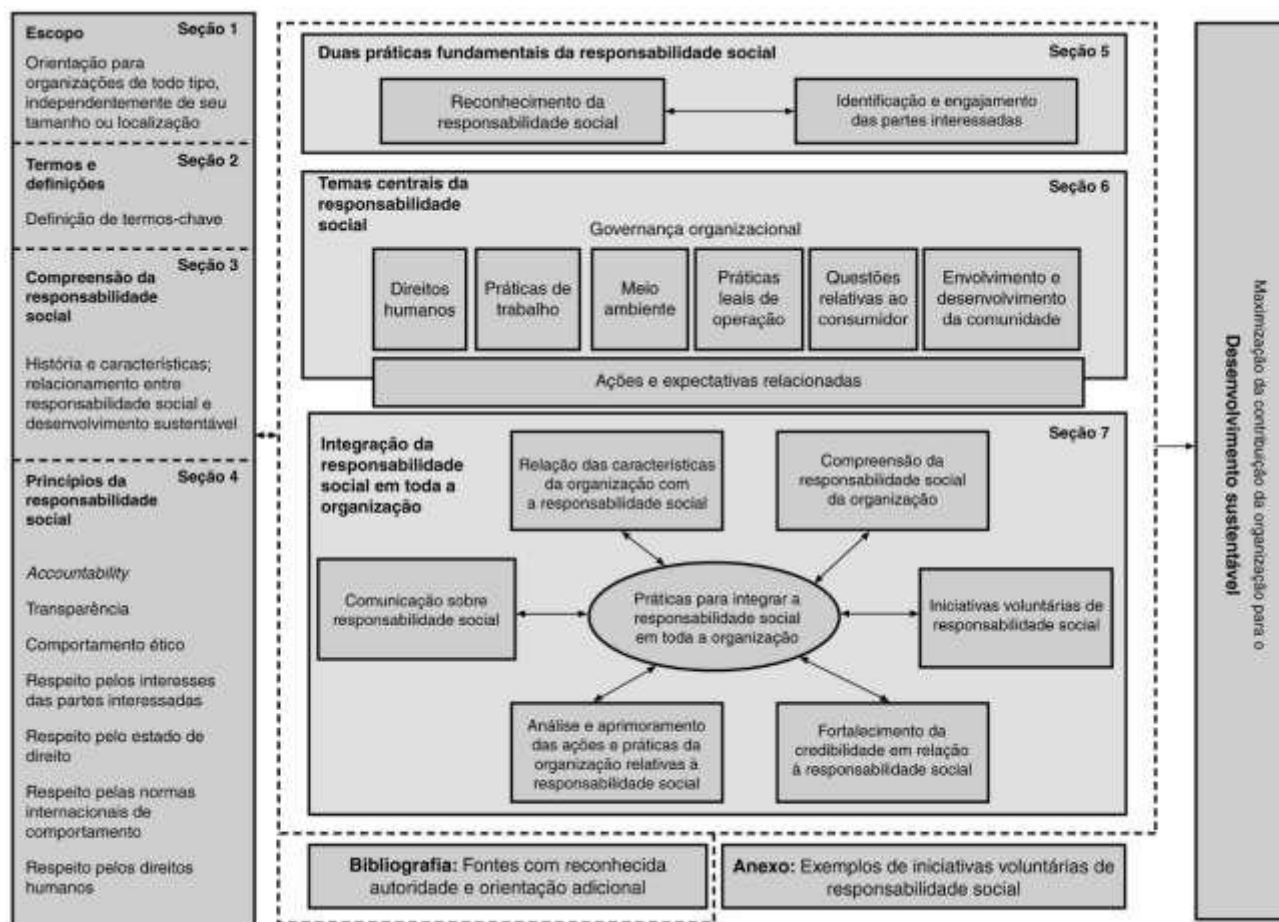 Escopo Seção 1
Orientação para
organizações de todo tipo,
independentemente de seu
tamanho ou localização
Termos e Seção 2
definições
Definição de termos-chave
Seção 3
Compreensão da
responsabilidade
social
História e características;
relacionamento entre
responsabilidade social e
desenvolvimento sustentável
Princípios da Seção 4
responsabilidade
social
Accountability
Transparência
Comportamento ético
Respeito pelos interesses
das partes interessadas
Respeito pelo estado de
direito
Respeito pelas normas
internacionais de
comportamento
Respeito pelos direitos
humanos
Duas práticas fundamentais da responsabilidade social Seção 5
Reconhecimento da
responsabilidade social
Identificação e engajamento
das partes interessadas
Temas centrais da Seção 6
responsabilidade
social
Governança organizacional
Direitos
humanos
Práticas de
trabalho
Meio
ambiente
Práticas
leais de
operação
Questões
relativas ao
consumidor
Envolvimento e
desenvolvimento
da comunidade
Ações e expectativas relacionadas
Integração da Seção 7
responsabilidade
social em toda a
organização
Relação das características
da organização com
a responsabilidade social
Compreensão da
responsabilidade social
da organização
Comunicação sobre
responsabilidade social
Práticas para integrar a
responsabilidade social
em toda a organização
Iniciativas voluntárias de
responsabilidade social
Análise e aprimoramento
das ações e práticas da
organização relativas à
responsabilidade social
Fortalecimento da
credibilidade em relação
à responsabilidade social
Bibliografia: Fontes com reconhecida
autoridade e orientação adicional
Anexo: Exemplos de iniciativas voluntárias de
responsabilidade social
Maximização da contribuição da organização para o
Desenvolvimento sustentável